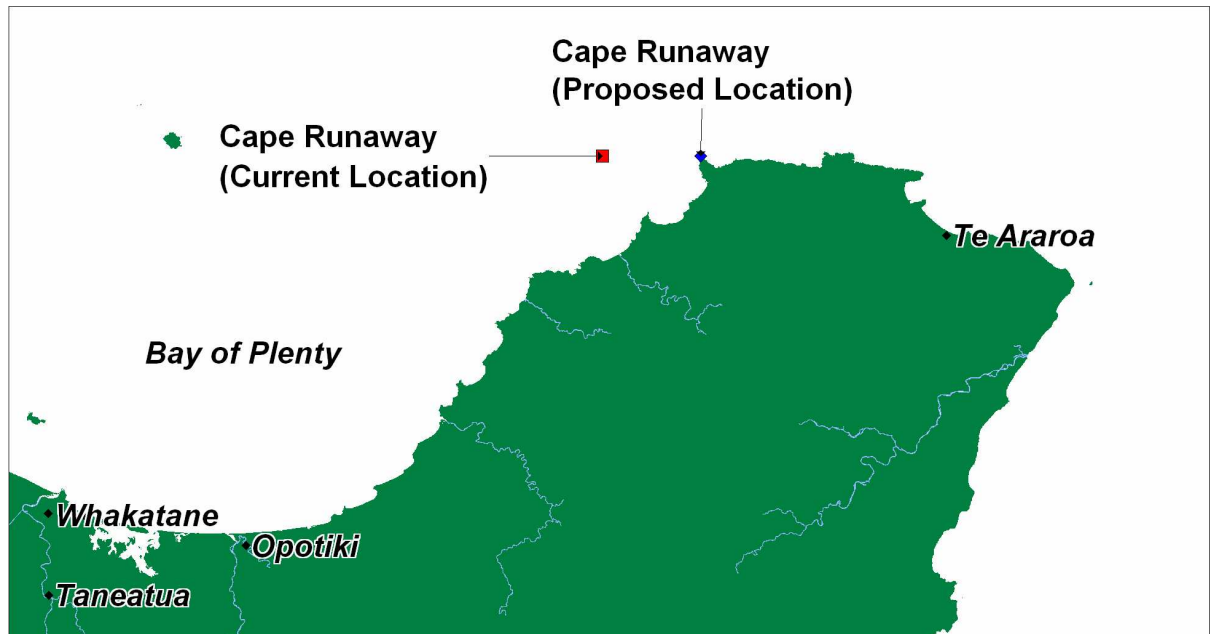 Cape Runaway
(Proposed Location)
Cape Runaway
(Current Location)
Te Araroa
Bay of Plenty
Whakatane
Opotiki
Taneatua